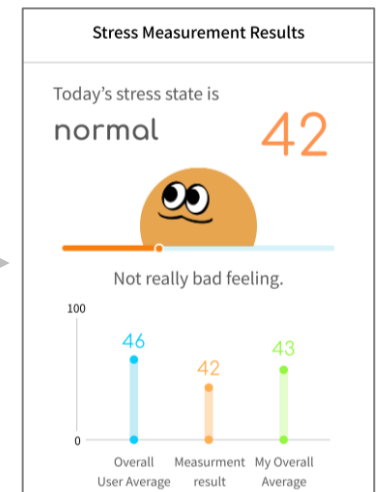 Stress Measurement Results
Today's stress state is
normal
42
Not really bad feeling.
100
46
42
43
0
Overall
User Average
Measurment
result
My Overall
Average